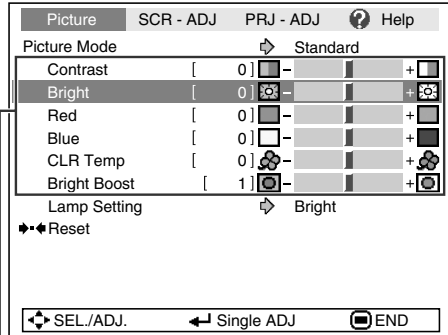 Picture SCR - ADJ PRJ - ADJ Help
Picture Mode Standard
Contrast [ 0 ] - +
Bright [ 0 ] - +
Red [ 0 ] - +
Blue [ 0 ] - +
CLR Temp [ 0 ] - +
Bright Boost [ 1 ] - +
Lamp Setting Bright
Reset
SEL./ADJ. Single ADJ END